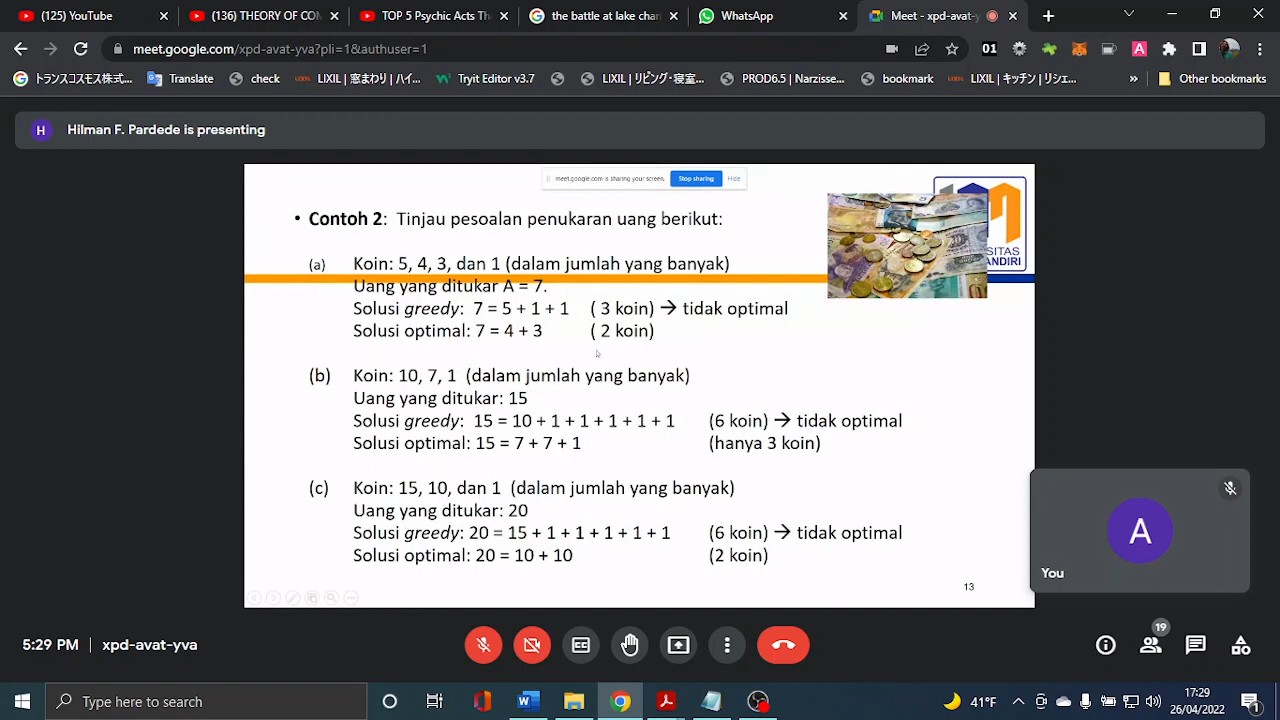 (136) YouTube
(136) THEORY OF CON
TOP 5 Psychological Facts Th
the battle at lake chan
WhatsApp
Meet - xpd-avat-y
meet.google.com/xpd-avat-yva?pli=1&authuser=1
トランスコスモス株式...
Translate
check
LIXIL | 窓まわり / ハイ...
Tryit Editor v3.7
LIXIL | リビング・寝室...
PROD6.5 | Narzisse...
bookmark
LIXIL | キッチン | リシェ...
Other bookmarks
H
Hilman F. Pardede is presenting
meet.google.com is sharing your screen.
Stop sharing
Hide
• Contoh 2: Tinjau pesoalan penukaran uang berikut:
(a) Koin: 5, 4, 3, dan 1 (dalam jumlah yang banyak)
Uang yang ditukar A = 7.
Solusi greedy: 7 = 5 + 1 + 1 ( 3 koin) → tidak optimal
Solusi optimal: 7 = 4 + 3 ( 2 koin)
(b) Koin: 10, 7, 1 (dalam jumlah yang banyak)
Uang yang ditukar: 15
Solusi greedy: 15 = 10 + 1 + 1 + 1 + 1 + 1 (6 koin) → tidak optimal
Solusi optimal: 15 = 7 + 7 + 1 (hanya 3 koin)
(c) Koin: 15, 10, dan 1 (dalam jumlah yang banyak)
Uang yang ditukar: 20
Solusi greedy: 20 = 15 + 1 + 1 + 1 + 1 + 1 (6 koin) → tidak optimal
Solusi optimal: 20 = 10 + 10 (2 koin)
13
A
You
5:29 PM | xpd-avat-yva
19
Type here to search
41°F
17:29
26/04/2022